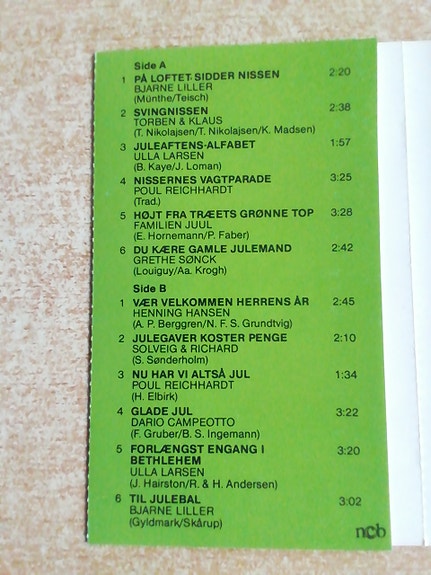 Side A
1 PÅ LOFTET SIDDER NISSEN 2:20
BJARNE LILLER
(Münthe/Teisch)
2 SVINGNISSEN 2:38
TORBEN & KLAUS
(T. Nikolajsen/T. Nikolajsen/K. Madsen)
3 JULEAFTENS-ALFABET 1:57
ULLA LARSEN
(B. Kaye/J. Loman)
4 NISSERNES VAGTPARADE 3:25
POUL REICHHARDT
(Trad.)
5 HØJT FRA TRÆETS GRØNNE TOP 3:28
FAMILIEN JUUL
(E. Hornemann/P. Faber)
6 DU KÆRE GAMLE JULEMAND 2:42
GRETHE SØNCK
(Louiguy/Aa. Krogh)
Side B
1 VÆR VELKOMMEN HERRENS ÅR 2:45
HENNING HANSEN
(A. P. Berggren/N. F. S. Grundtvig)
2 JULEGAVER KOSTER PENGE 2:10
SOLVEIG & RICHARD
(S. Sønderholm)
3 NU HAR VI ALTSÅ JUL 1:34
POUL REICHHARDT
(H. Elbirk)
4 GLADE JUL 3:22
DARIO CAMPEOTTO
(F. Gruber/B. S. Ingemann)
5 FORLÆNGST ENGANG I 3:20
BETHLEHEM
ULLA LARSEN
(J. Hairston/R. & H. Andersen)
6 TIL JULEBAL 3:02
BJARNE LILLER
(Gyldmark/Skårup)
ncb